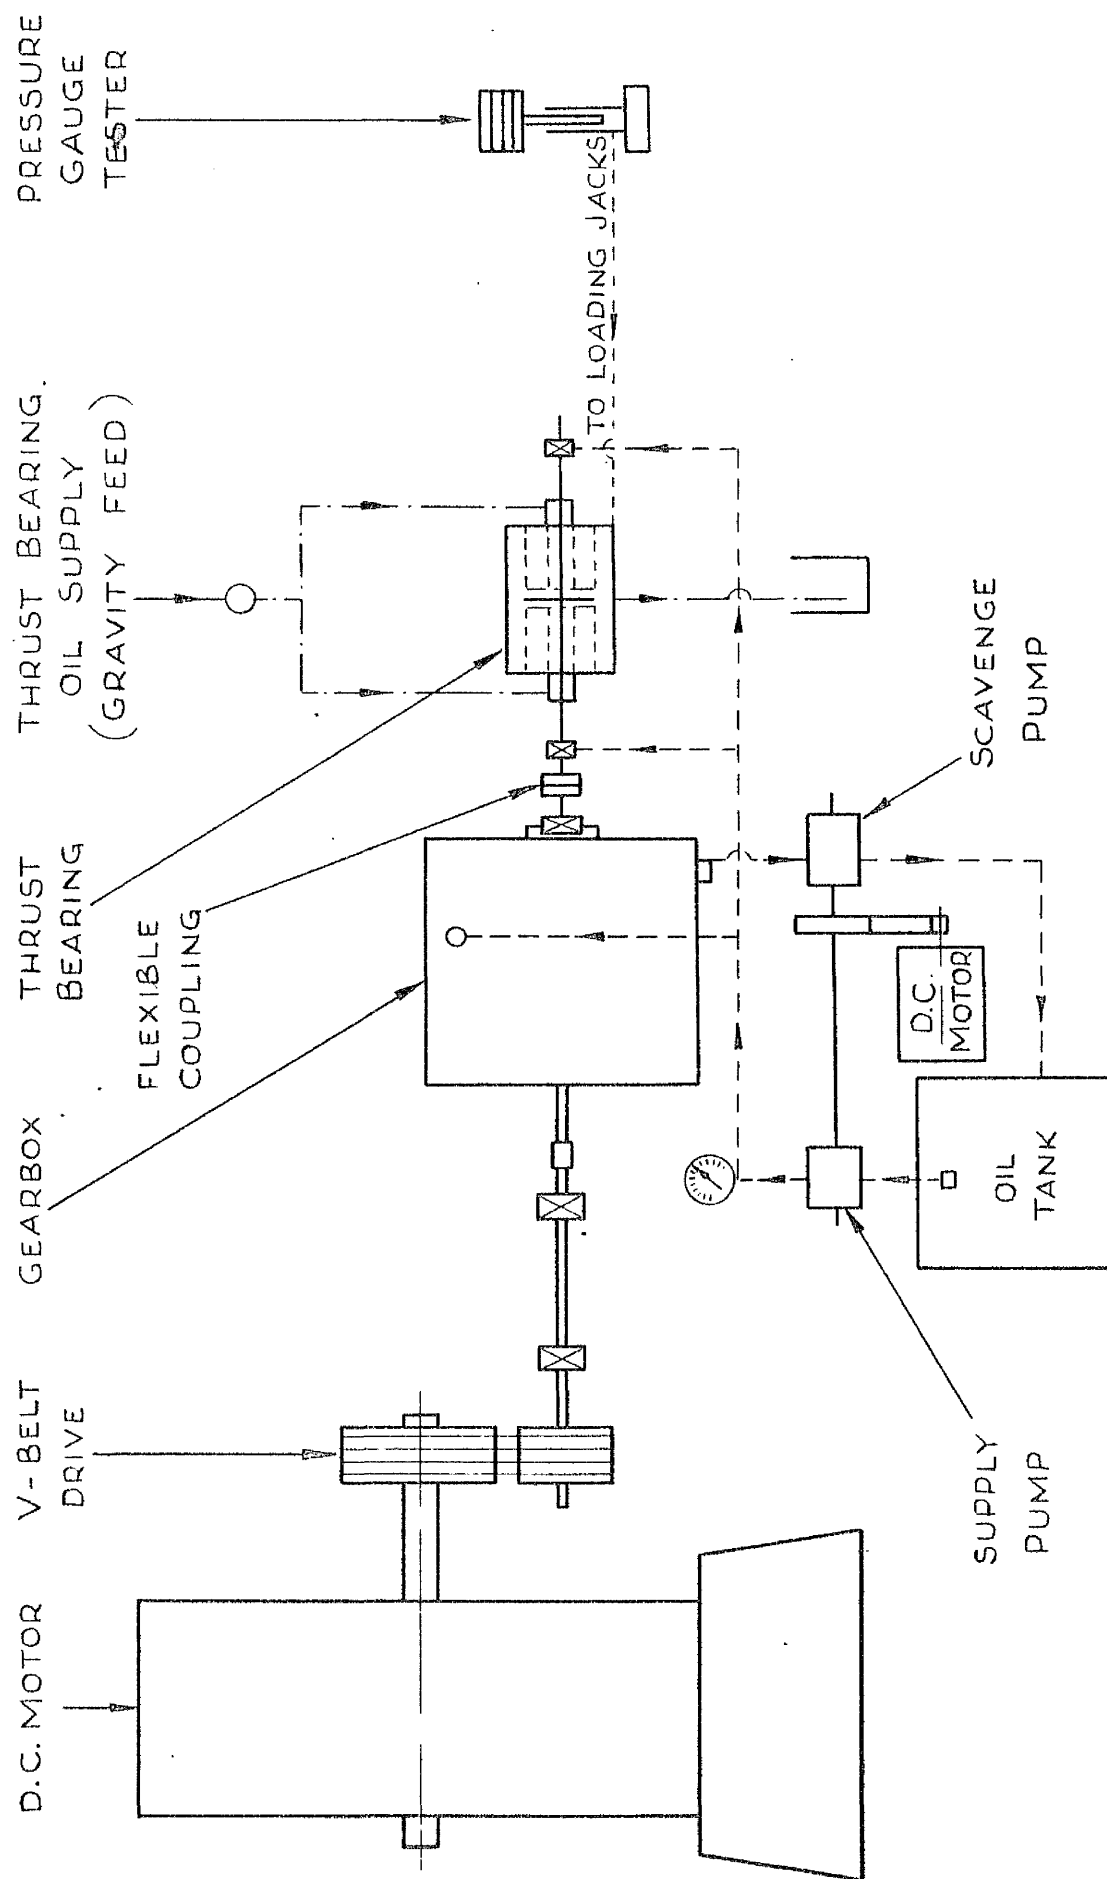 D.C. MOTOR
V-BELT
DRIVE
GEARBOX
THRUST
BEARING
FLEXIBLE
COUPLING
THRUST BEARING.
OIL SUPPLY
(GRAVITY FEED)
PRESSURE
GAUGE
TESTER
TO LOADING JACKS
SUPPLY
PUMP
OIL
TANK
D.C.
MOTOR
SCAVENGE
PUMP